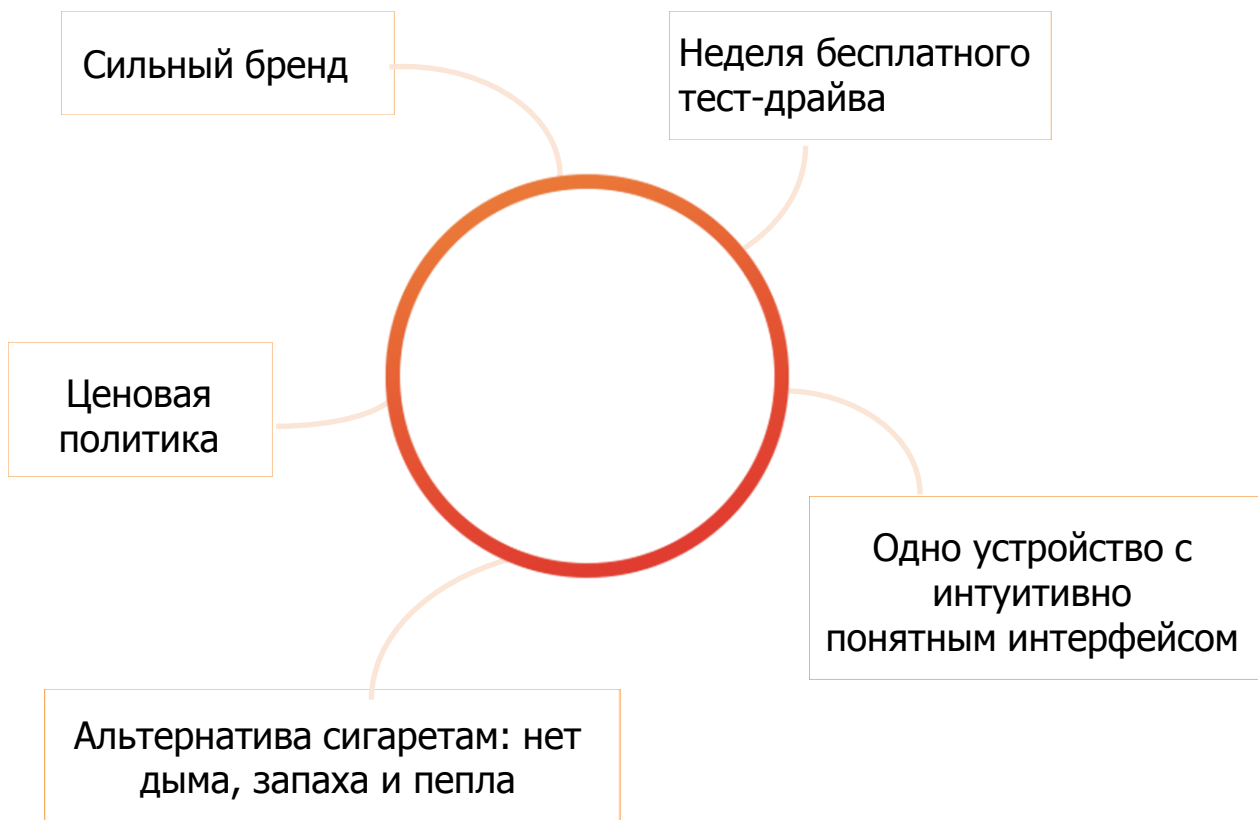 Сильный бренд
Неделя бесплатного
тест-драйва
Ценовая
политика
Одно устройство с
интуитивно
понятным интерфейсом
Альтернатива сигаретам: нет
дыма, запаха и пепла